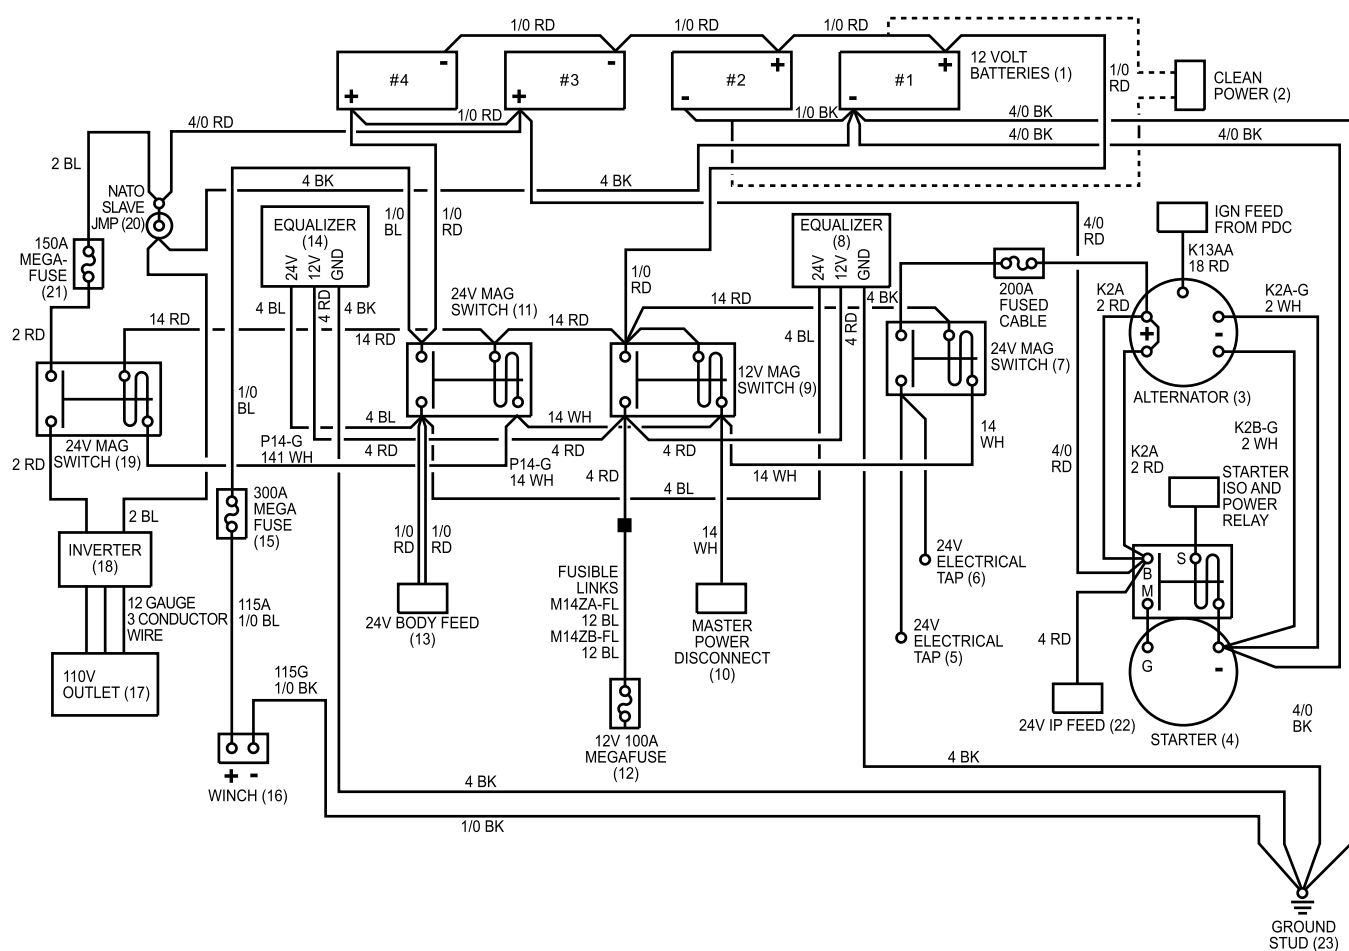 1/0 RD
1/0 RD
1/0 RD
- #4 +
- #3 +
+ #2 -
+ #1 -
12 VOLT
BATTERIES (1)
1/0
RD
CLEAN
POWER (2)
4/0 RD
1/0 RD
1/0 BK
4/0 BK
4/0 BK
4/0 BK
2 BL
NATO
SLAVE
JMP (20)
4 BK
4 BK
150A
MEGA-
FUSE
(21)
EQUALIZER
(14)
24V
12V
GND
1/0
BL
1/0
RD
EQUALIZER
(8)
24V
12V
GND
4/0
RD
IGN FEED
FROM PDC
K13AA
18 RD
1/0
RD
200A
FUSED
CABLE
K2A
2 RD
K2A-G
2 WH
4 BL
4 RD
4 BK
24V MAG
SWITCH (11)
14 RD
4 BK
4 BL
4 RD
2 RD
14 RD
14 RD
14 RD
+
-
12V MAG
SWITCH (9)
24V MAG
SWITCH (7)
ALTERNATOR (3)
1/0
BL
4 BL
14 WH
14
WH
K2B-G
2 WH
24V MAG
SWITCH (19)
P14-G
141 WH
4 RD
4 RD
4 RD
4/0
RD
K2A
2 RD
2 RD
P14-G
14 WH
4 RD
14 WH
STARTER
ISO AND
POWER
RELAY
4 BL
300A
MEGA
FUSE
(15)
2 BL
1/0
RD
1/0
RD
14
WH
24V
ELECTRICAL
TAP (6)
INVERTER
(18)
B
S
M
FUSIBLE
LINKS
M14ZA-FL
12 BL
M14ZB-FL
12 BL
12 GAUGE
3 CONDUCTOR
WIRE
115A
1/0 BL
24V BODY FEED
(13)
MASTER
POWER
DISCONNECT
(10)
24V
ELECTRICAL
TAP (5)
4 RD
G
-
110V
OUTLET (17)
115G
1/0 BK
24V IP FEED (22)
4/0
BK
STARTER (4)
12V 100A
MEGAFUSE
(12)
+ -
WINCH (16)
4 BK
4 BK
1/0 BK
GROUND
STUD (23)